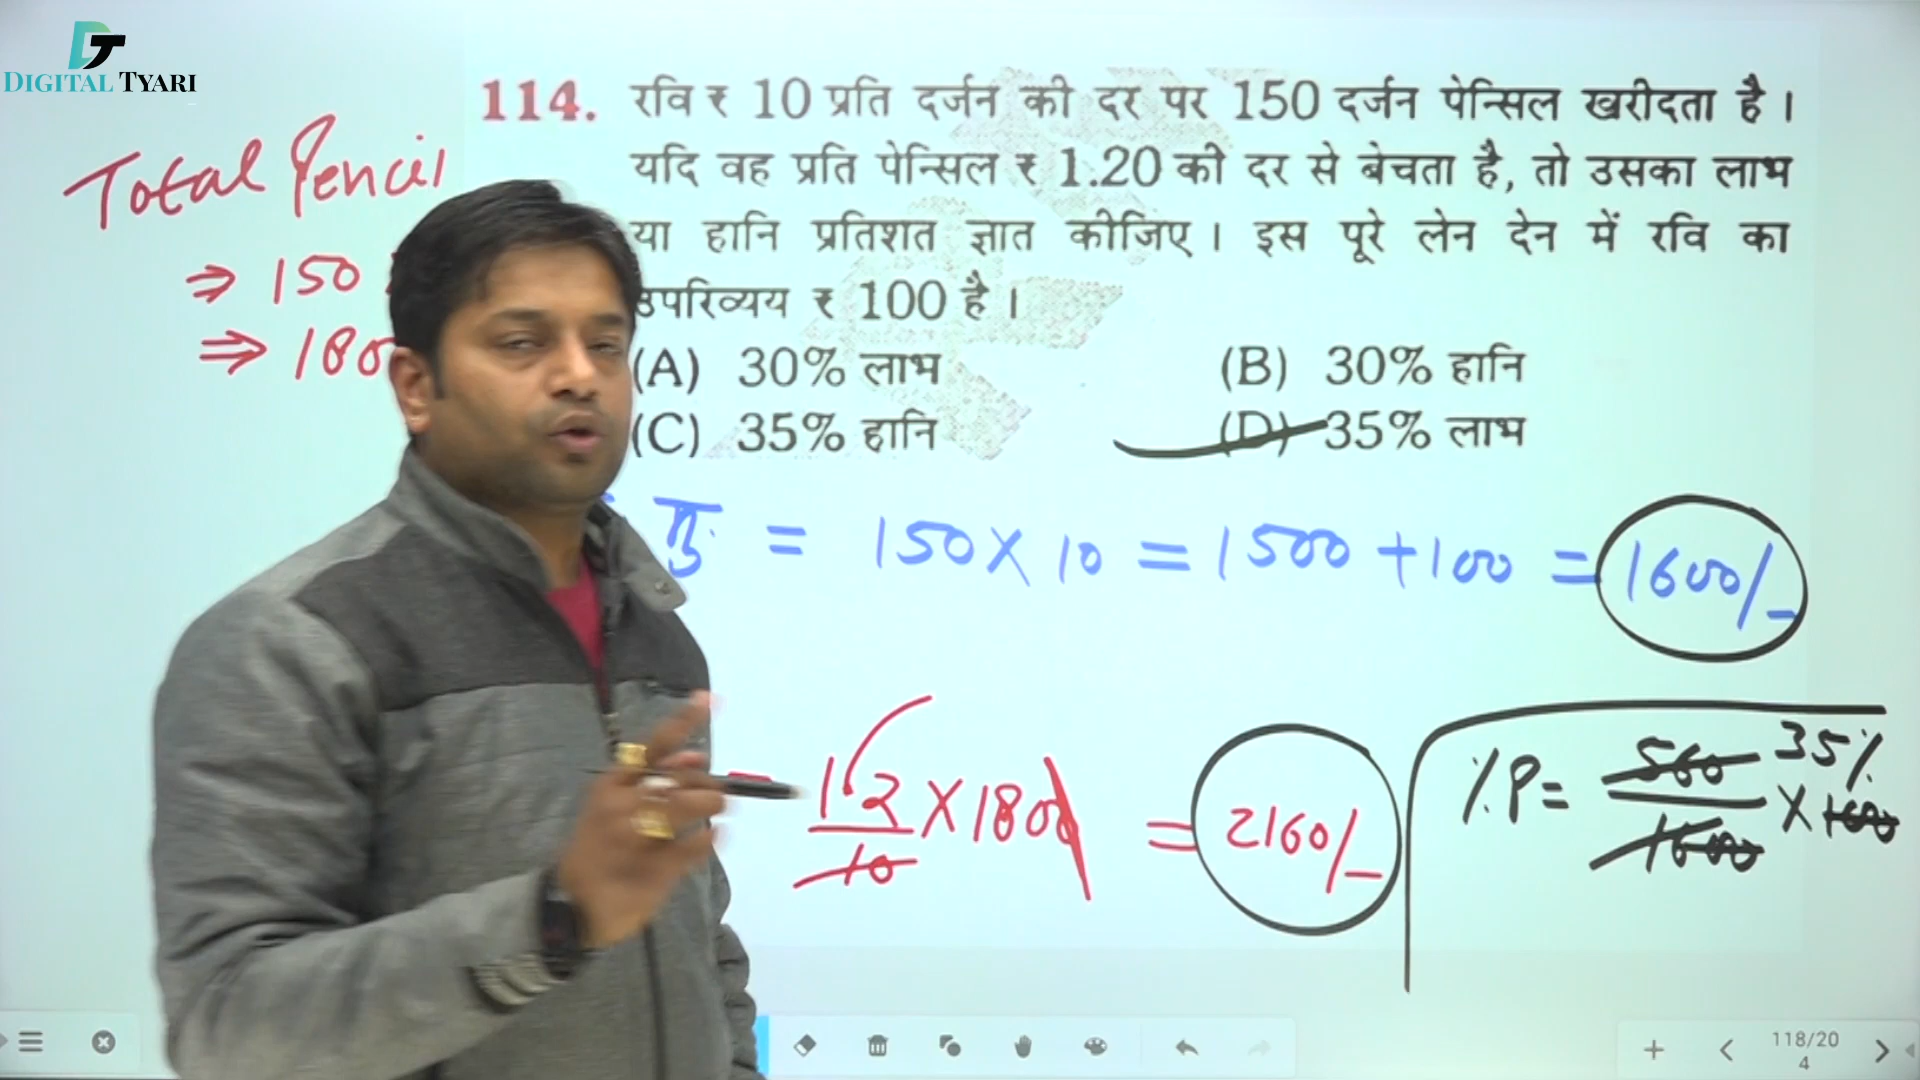 DIGITAL TYARI
114. रवि ₹ 10 प्रति दर्जन की दर पर 150 दर्जन पेन्सिल खरीदता है।
यदि वह प्रति पेन्सिल ₹ 1.20 की दर से बेचता है, तो उसका लाभ
या हानि प्रतिशत ज्ञात कीजिए। इस पूरे लेन देन में रवि का
उपरिव्यय ₹ 100 है।
(A) 30% लाभ (B) 30% हानि
(C) 35% हानि (D) 35% लाभ
Total Pencil
⇒ 150
⇒ 180
= 150 × 10 = 1500 + 100 = 1600/-
12/10 × 1800 = 2160/-
%P = 560/1600 × 100 35%
118/20
4